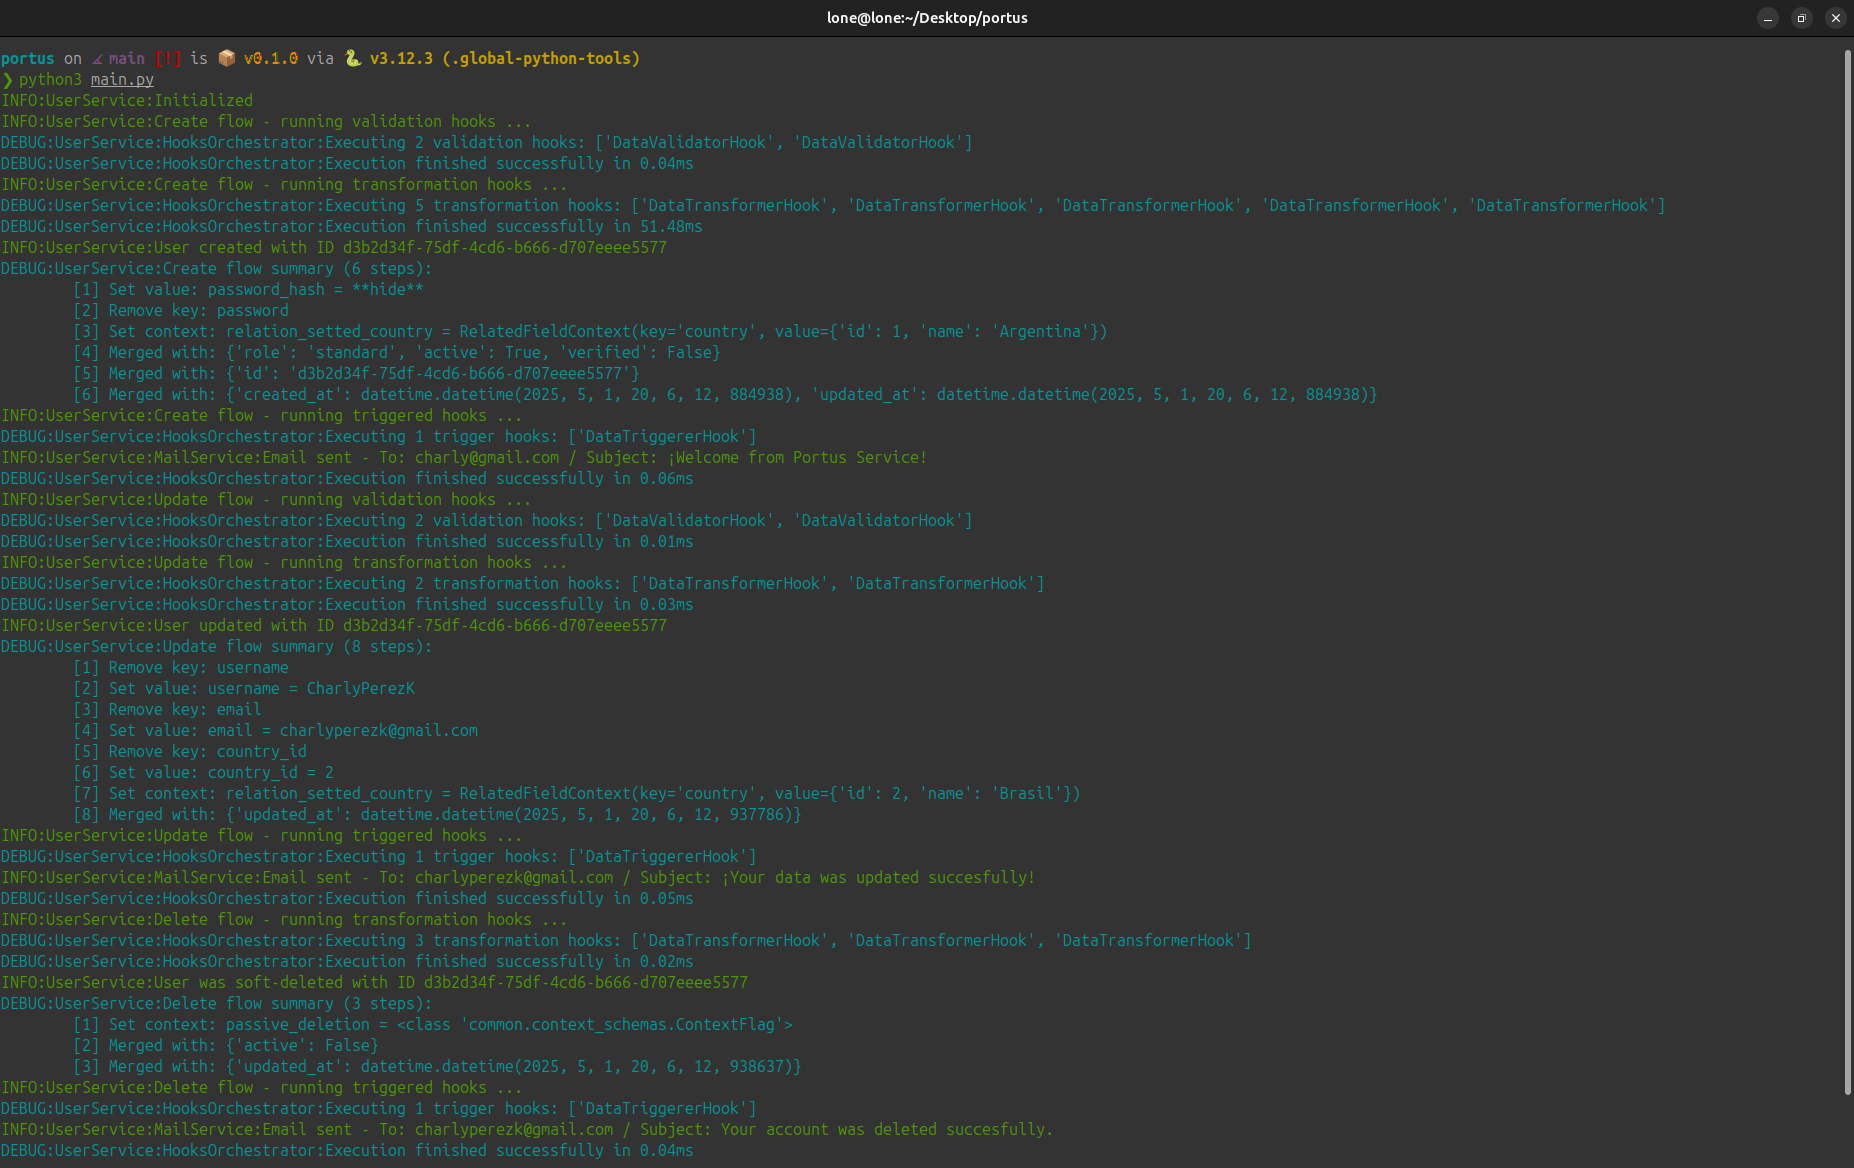 lone@lone:~/Desktop/portus
portus on main [!] is 📦 v0.1.0 via 🐍 v3.12.3 (.global-python-tools)
❯ python3 main.py
INFO:UserService:Initialized
INFO:UserService:Create flow - running validation hooks ...
DEBUG:UserService:HooksOrchestrator:Executing 2 validation hooks: ['DataValidatorHook', 'DataValidatorHook']
DEBUG:UserService:HooksOrchestrator:Execution finished successfully in 0.04ms
INFO:UserService:Create flow - running transformation hooks ...
DEBUG:UserService:HooksOrchestrator:Executing 5 transformation hooks: ['DataTransformerHook', 'DataTransformerHook', 'DataTransformerHook', 'DataTransformerHook', 'DataTransformerHook']
DEBUG:UserService:HooksOrchestrator:Execution finished successfully in 51.48ms
INFO:UserService:User created with ID d3b2d34f-75df-4cd6-b666-d707eeee5577
DEBUG:UserService:Create flow summary (6 steps):
[1] Set value: password_hash = **hide**
[2] Remove key: password
[3] Set context: relation_setted_country = RelatedFieldContext(key='country', value={'id': 1, 'name': 'Argentina'})
[4] Merged with: {'role': 'standard', 'active': True, 'verified': False}
[5] Merged with: {'id': 'd3b2d34f-75df-4cd6-b666-d707eeee5577'}
[6] Merged with: {'created_at': datetime.datetime(2025, 5, 1, 20, 6, 12, 884938), 'updated_at': datetime.datetime(2025, 5, 1, 20, 6, 12, 884938)}
INFO:UserService:Create flow - running triggered hooks ...
DEBUG:UserService:HooksOrchestrator:Executing 1 trigger hooks: ['DataTriggererHook']
INFO:UserService:MailService:Email sent - To: charly@gmail.com / Subject: ¡Welcome from Portus Service!
DEBUG:UserService:HooksOrchestrator:Execution finished successfully in 0.06ms
INFO:UserService:Update flow - running validation hooks ...
DEBUG:UserService:HooksOrchestrator:Executing 2 validation hooks: ['DataValidatorHook', 'DataValidatorHook']
DEBUG:UserService:HooksOrchestrator:Execution finished successfully in 0.01ms
INFO:UserService:Update flow - running transformation hooks ...
DEBUG:UserService:HooksOrchestrator:Executing 2 transformation hooks: ['DataTransformerHook', 'DataTransformerHook']
DEBUG:UserService:HooksOrchestrator:Execution finished successfully in 0.03ms
INFO:UserService:User updated with ID d3b2d34f-75df-4cd6-b666-d707eeee5577
DEBUG:UserService:Update flow summary (8 steps):
[1] Remove key: username
[2] Set value: username = CharlyPerezK
[3] Remove key: email
[4] Set value: email = charlyperezk@gmail.com
[5] Remove key: country_id
[6] Set value: country_id = 2
[7] Set context: relation_setted_country = RelatedFieldContext(key='country', value={'id': 2, 'name': 'Brasil'})
[8] Merged with: {'updated_at': datetime.datetime(2025, 5, 1, 20, 6, 12, 937786)}
INFO:UserService:Update flow - running triggered hooks ...
DEBUG:UserService:HooksOrchestrator:Executing 1 trigger hooks: ['DataTriggererHook']
INFO:UserService:MailService:Email sent - To: charlyperezk@gmail.com / Subject: ¡Your data was updated succesfully!
DEBUG:UserService:HooksOrchestrator:Execution finished successfully in 0.05ms
INFO:UserService:Delete flow - running transformation hooks ...
DEBUG:UserService:HooksOrchestrator:Executing 3 transformation hooks: ['DataTransformerHook', 'DataTransformerHook', 'DataTransformerHook']
DEBUG:UserService:HooksOrchestrator:Execution finished successfully in 0.02ms
INFO:UserService:User was soft-deleted with ID d3b2d34f-75df-4cd6-b666-d707eeee5577
DEBUG:UserService:Delete flow summary (3 steps):
[1] Set context: passive_deletion = <class 'common.context_schemas.ContextFlag'>
[2] Merged with: {'active': False}
[3] Merged with: {'updated_at': datetime.datetime(2025, 5, 1, 20, 6, 12, 938637)}
INFO:UserService:Delete flow - running triggered hooks ...
DEBUG:UserService:HooksOrchestrator:Executing 1 trigger hooks: ['DataTriggererHook']
INFO:UserService:MailService:Email sent - To: charlyperezk@gmail.com / Subject: Your account was deleted succesfully.
DEBUG:UserService:HooksOrchestrator:Execution finished successfully in 0.04ms